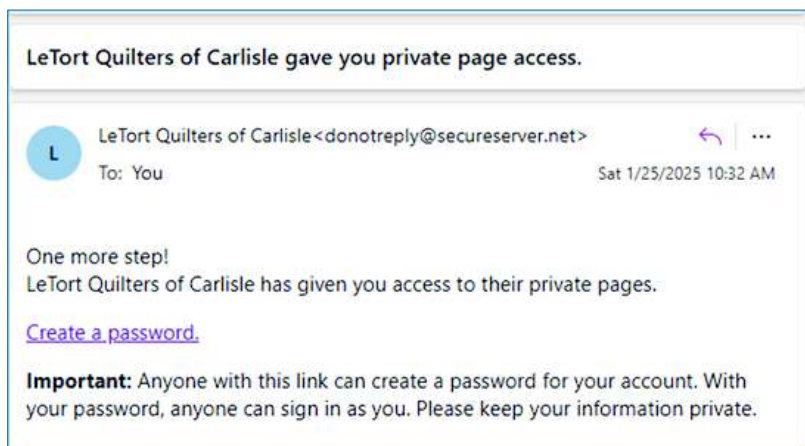 LeTort Quilters of Carlisle gave you private page access.
L
LeTort Quilters of Carlisle<donotreply@secureserver.net>
To: You
Sat 1/25/2025 10:32 AM
One more step!
LeTort Quilters of Carlisle has given you access to their private pages.
Create a password.
Important: Anyone with this link can create a password for your account. With
your password, anyone can sign in as you. Please keep your information private.